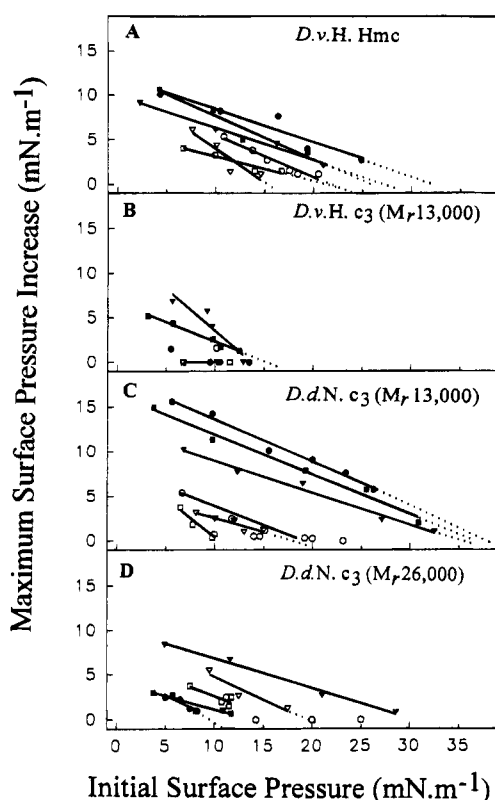 A
D.v.H. Hmc
15
10
5
0
B
D.v.H. c3 (Mr 13,000)
15
10
5
0
C
D.d.N. c3 (Mr 13,000)
15
10
5
0
D
D.d.N. c3 (Mr 26,000)
15
10
5
0
0 5 10 15 20 25 30 35
Maximum Surface Pressure Increase (mN.m-1)
Initial Surface Pressure (mN.m-1)